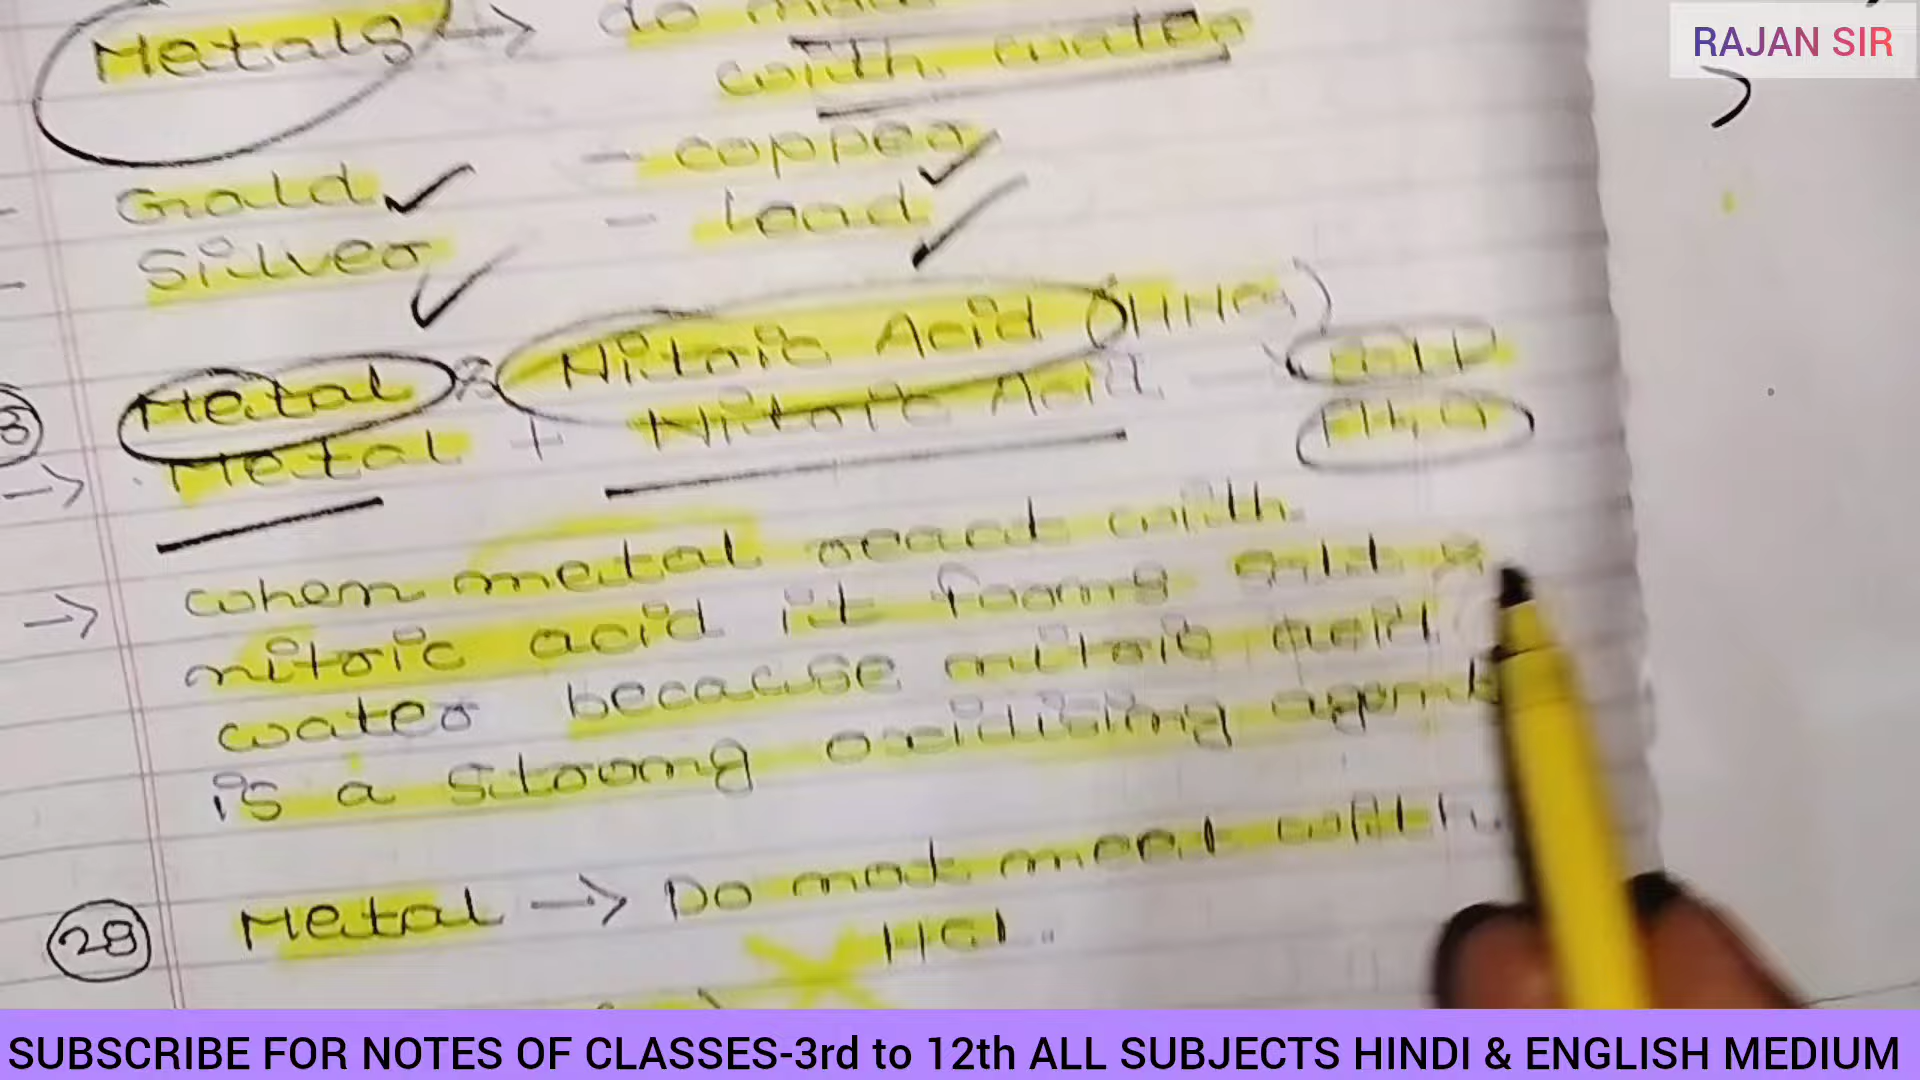 RAJAN SIR
Metals → do
with water
- Gold - copper
- Silver - lead
Metal & Nitric Acid (HNO₃)
→ Metal + Nitric Acid
→ when metal react with
nitric acid it forms salt &
water because nitric acid
is a strong oxidising agent
28 Metal → Do not meat with
HCl.
SUBSCRIBE FOR NOTES OF CLASSES-3rd to 12th ALL SUBJECTS HINDI & ENGLISH MEDIUM